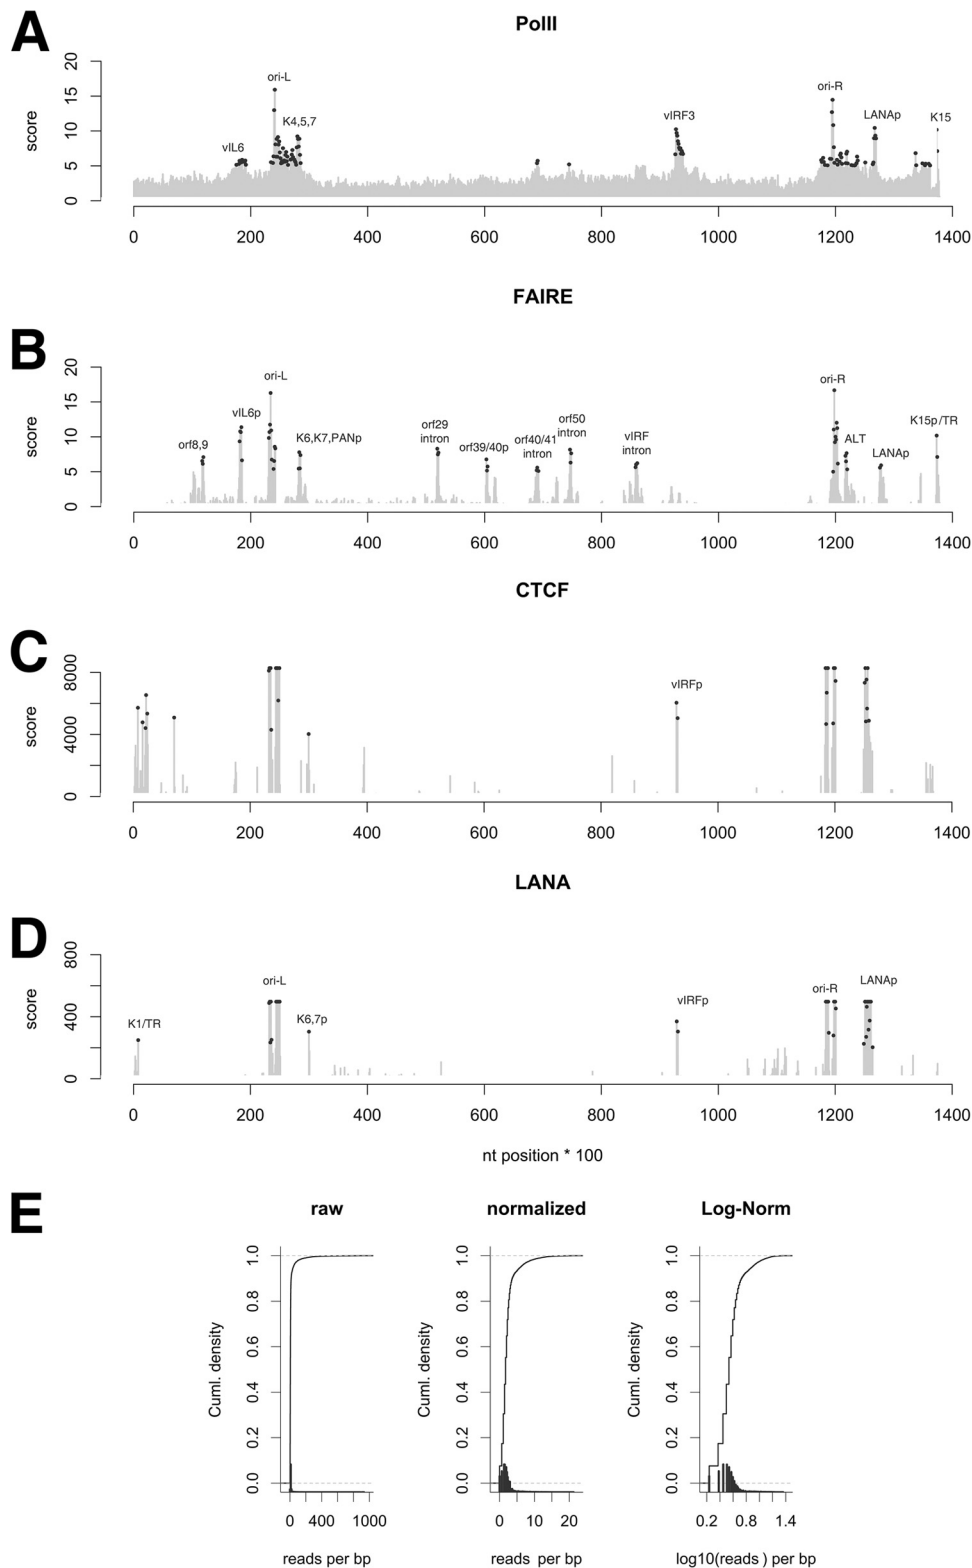 A
PolII
score
20
15
10
5
0
vIL6
ori-L
K4,5,7
vIRF3
ori-R
LANAp
K15
0 200 400 600 800 1000 1200 1400
B
FAIRE
score
20
15
10
5
0
orf8,9
vIL6p
ori-L
K6,K7,PANp
orf29
intron
orf39/40p
orf40/41
intron
orf50
intron
vIRF
intron
ori-R
ALT
LANAp
K15p/TR
0 200 400 600 800 1000 1200 1400
C
CTCF
score
8000
4000
0
vIRFp
0 200 400 600 800 1000 1200 1400
D
LANA
score
800
400
0
K1/TR
ori-L
K6,7p
vIRFp
ori-R
LANAp
0 200 400 600 800 1000 1200 1400
nt position * 100
E
raw
Cuml. density
1.0
0.8
0.6
0.4
0.2
0.0
0 400 1000
reads per bp
normalized
Cuml. density
1.0
0.8
0.6
0.4
0.2
0.0
0 10 20
reads per bp
Log-Norm
Cuml. density
1.0
0.8
0.6
0.4
0.2
0.0
0.2 0.8 1.4
log10(reads ) per bp